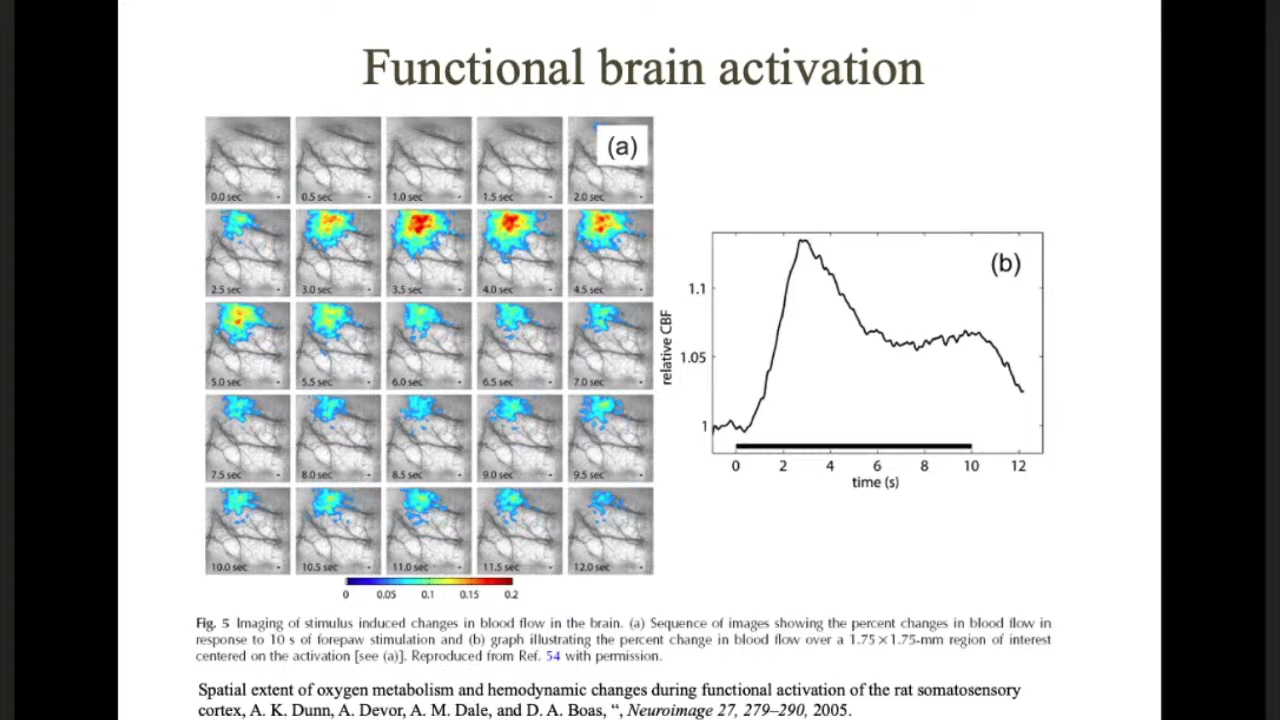 Functional brain activation
(a)
0.0 sec
0.5 sec
1.0 sec
1.5 sec
2.0 sec
2.5 sec
3.0 sec
3.5 sec
4.0 sec
4.5 sec
5.0 sec
5.5 sec
6.0 sec
6.5 sec
7.0 sec
7.5 sec
8.0 sec
8.5 sec
9.0 sec
9.5 sec
10.0 sec
10.5 sec
11.0 sec
11.5 sec
12.0 sec
0 0.05 0.1 0.15 0.2
(b)
relative CBF
1.1
1.05
1
0 2 4 6 8 10 12
time (s)
Fig. 5 Imaging of stimulus induced changes in blood flow in the brain. (a) Sequence of images showing the percent changes in blood flow in
response to 10 s of forepaw stimulation and (b) graph illustrating the percent change in blood flow over a 1.75×1.75-mm region of interest
centered on the activation [see (a)]. Reproduced from Ref. 54 with permission.
Spatial extent of oxygen metabolism and hemodynamic changes during functional activation of the rat somatosensory
cortex, A. K. Dunn, A. Devor, A. M. Dale, and D. A. Boas, “, Neuroimage 27, 279–290, 2005.